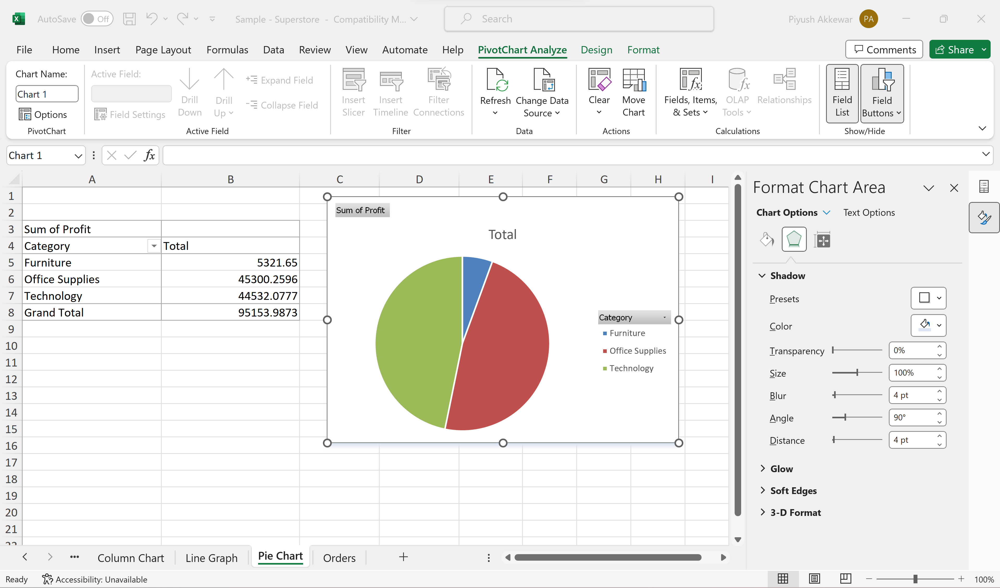 AutoSave Off Sample - Superstore - Compatibility M... Search Piyush Akkewar PA
File Home Insert Page Layout Formulas Data Review View Automate Help PivotChart Analyze Design Format Comments Share
Chart Name:
Chart 1
Options
PivotChart
Active Field:
Field Settings
Drill Down
Drill Up
Expand Field
Collapse Field
Active Field
Insert Slicer
Insert Timeline
Filter Connections
Filter
Refresh
Change Data Source
Data
Clear
Move Chart
Actions
Fields, Items, & Sets
OLAP Tools
Relationships
Calculations
Field List
Field Buttons
Show/Hide
Chart 1 fx
A B C D E F G H I
1
2
3 Sum of Profit
4 Category Total
5 Furniture 5321.65
6 Office Supplies 45300.2596
7 Technology 44532.0777
8 Grand Total 95153.9873
9
10
11
12
13
14
15
16
17
18
19
20
21
Sum of Profit
Total
Category
Furniture
Office Supplies
Technology
Format Chart Area
Chart Options Text Options
Shadow
Presets
Color
Transparency 0%
Size 100%
Blur 4 pt
Angle 90°
Distance 4 pt
Glow
Soft Edges
3-D Format
Column Chart Line Graph Pie Chart Orders
Ready Accessibility: Unavailable 100%